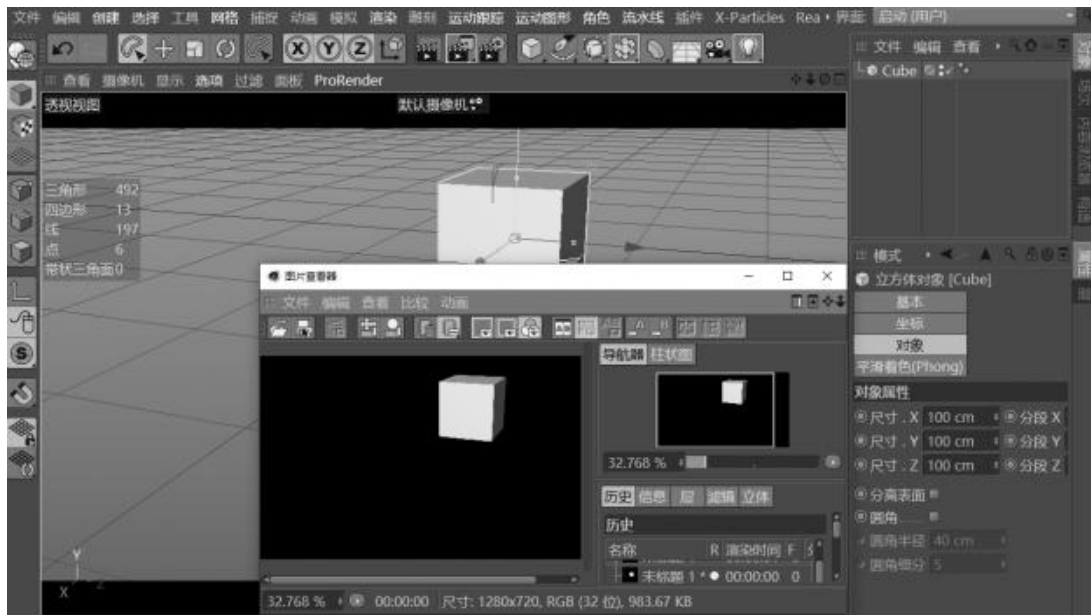 文件 编辑 创建 选择 工具 网格 捕捉 动画 模拟 渲染 雕刻 运动跟踪 运动图形 角色 流水线 插件 X-Particles Rea 界面: 启动 (用户)
文件 编辑 查看
Cube
查看 摄像机 显示 选项 过滤 面板 ProRender
透视视图
默认摄像机
三角形 492
四边形 13
线 197
点 6
带状三角面0
X Y Z
Y
X Z
图片查看器
文件 编辑 查看 比较 动画
导航器 柱状图
32.768 %
历史 信息 层 滤镜 立体
历史
名称 R 渲染时间 F
未标题 1 * 00:00:00 0
32.768 % 00:00:00 尺寸: 1280x720, RGB (32 位), 983.67 KB
模式
立方体对象 [Cube]
基本
坐标
对象
平滑着色(Phong)
对象属性
尺寸 . X 100 cm 分段 X
尺寸 . Y 100 cm 分段 Y
尺寸 . Z 100 cm 分段 Z
分离表面
圆角
圆角半径 40 cm
圆角细分 5